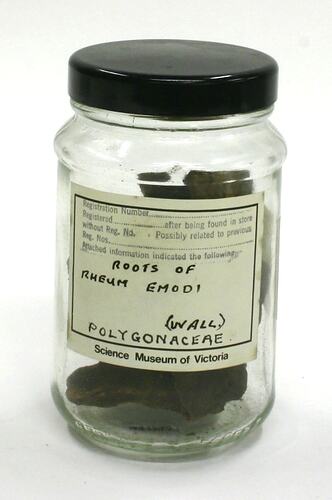 Registration Number
Registered after being found in store
without Reg. No. Possibly related to previous
Reg. Nos.
Attached information indicated the following:
ROOTS OF
RHEUM EMODI
(WALL)
POLYGONACEAE
Science Museum of Victoria